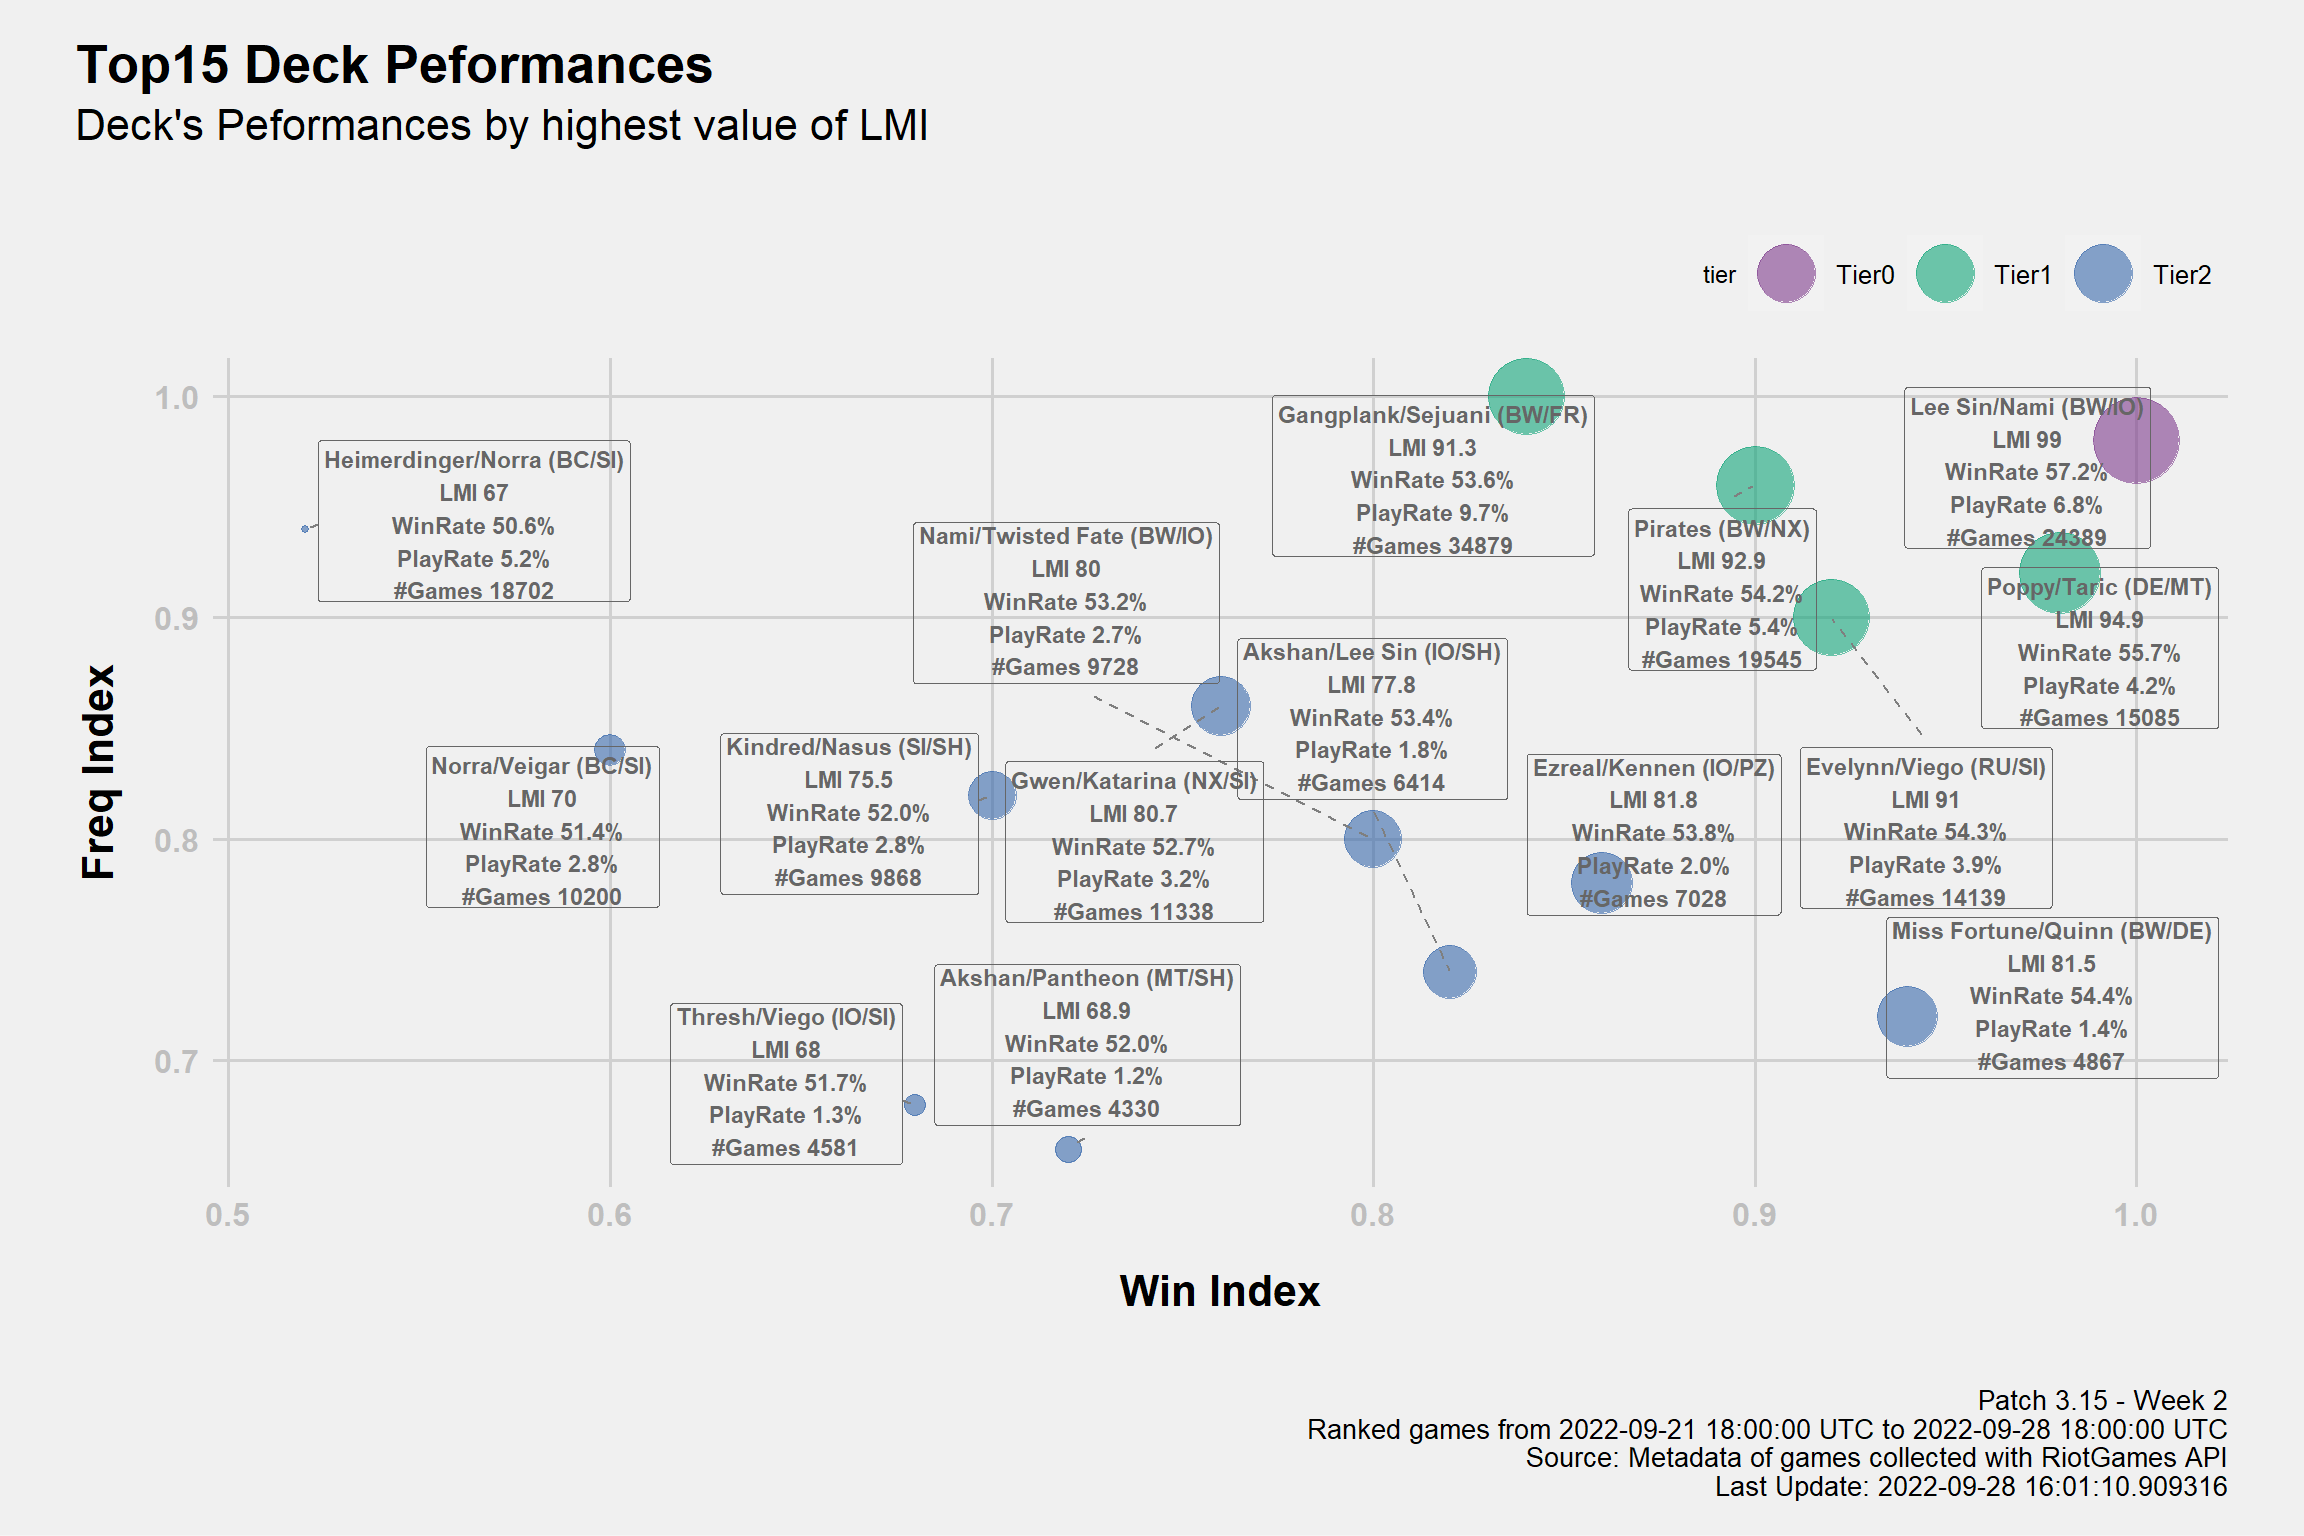 Top15 Deck Peformances
Deck's Peformances by highest value of LMI
tier Tier0 Tier1 Tier2
Freq Index
1.0
0.9
0.8
0.7
Heimerdinger/Norra (BC/SI)
LMI 67
WinRate 50.6%
PlayRate 5.2%
#Games 18702
Nami/Twisted Fate (BW/IO)
LMI 80
WinRate 53.2%
PlayRate 2.7%
#Games 9728
Gangplank/Sejuani (BW/FR)
LMI 91.3
WinRate 53.6%
PlayRate 9.7%
#Games 34879
Pirates (BW/NX)
LMI 92.9
WinRate 54.2%
PlayRate 5.4%
#Games 19545
Lee Sin/Nami (BW/IO)
LMI 99
WinRate 57.2%
PlayRate 6.8%
#Games 24389
Poppy/Taric (DE/MT)
LMI 94.9
WinRate 55.7%
PlayRate 4.2%
#Games 15085
Akshan/Lee Sin (IO/SH)
LMI 77.8
WinRate 53.4%
PlayRate 1.8%
#Games 6414
Norra/Veigar (BC/SI)
LMI 70
WinRate 51.4%
PlayRate 2.8%
#Games 10200
Kindred/Nasus (SI/SH)
LMI 75.5
WinRate 52.0%
PlayRate 2.8%
#Games 9868
Gwen/Katarina (NX/SI)
LMI 80.7
WinRate 52.7%
PlayRate 3.2%
#Games 11338
Ezreal/Kennen (IO/PZ)
LMI 81.8
WinRate 53.8%
PlayRate 2.0%
#Games 7028
Evelynn/Viego (RU/SI)
LMI 91
WinRate 54.3%
PlayRate 3.9%
#Games 14139
Miss Fortune/Quinn (BW/DE)
LMI 81.5
WinRate 54.4%
PlayRate 1.4%
#Games 4867
Akshan/Pantheon (MT/SH)
LMI 68.9
WinRate 52.0%
PlayRate 1.2%
#Games 4330
Thresh/Viego (IO/SI)
LMI 68
WinRate 51.7%
PlayRate 1.3%
#Games 4581
0.5 0.6 0.7 0.8 0.9 1.0
Win Index
Patch 3.15 - Week 2
Ranked games from 2022-09-21 18:00:00 UTC to 2022-09-28 18:00:00 UTC
Source: Metadata of games collected with RiotGames API
Last Update: 2022-09-28 16:01:10.909316